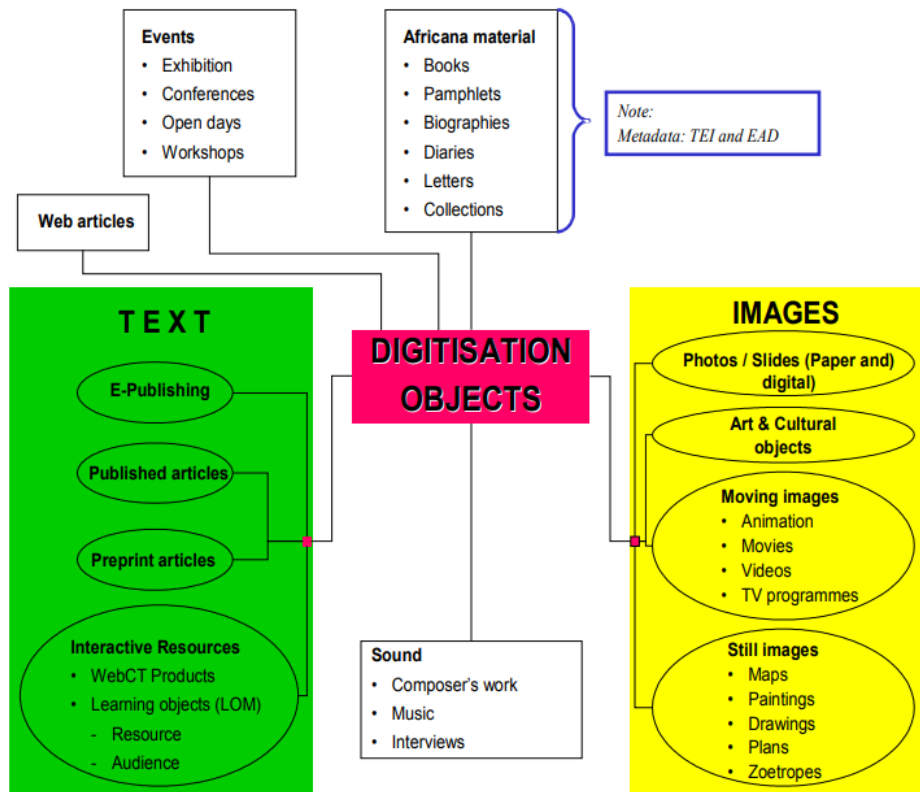 Events
• Exhibition
• Conferences
• Open days
• Workshops
Africana material
• Books
• Pamphlets
• Biographies
• Diaries
• Letters
• Collections
Note:
Metadata: TEI and EAD
Web articles
TEXT
E-Publishing
Published articles
Preprint articles
Interactive Resources
• WebCT Products
• Learning objects (LOM)
- Resource
- Audience
DIGITISATION
OBJECTS
Sound
• Composer's work
• Music
• Interviews
IMAGES
Photos / Slides (Paper and)
digital)
Art & Cultural
objects
Moving images
• Animation
• Movies
• Videos
• TV programmes
Still images
• Maps
• Paintings
• Drawings
• Plans
• Zoetropes